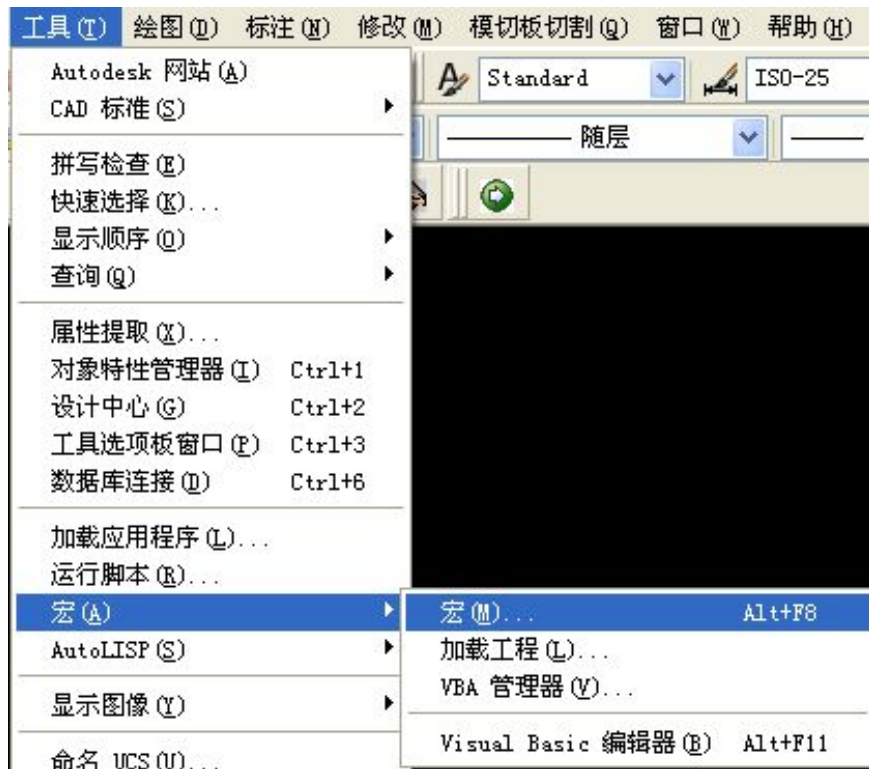 工具(T) 绘图(D) 标注(N) 修改(M) 模切板切割(Q) 窗口(W) 帮助(H)
Autodesk 网站(A)
Standard
ISO-25
CAD 标准(S)
随层
拼写检查(E)
快速选择(K)...
显示顺序(O)
查询(Q)
属性提取(X)...
对象特性管理器(I) Ctrl+1
设计中心(G) Ctrl+2
工具选项板窗口(P) Ctrl+3
数据库连接(D) Ctrl+6
加载应用程序(L)...
运行脚本(R)...
宏(A)
宏(M)... Alt+F8
AutoLISP(S)
加载工程(L)...
VBA 管理器(V)...
显示图像(Y)
Visual Basic 编辑器(B) Alt+F11
命名 UCS(U)...